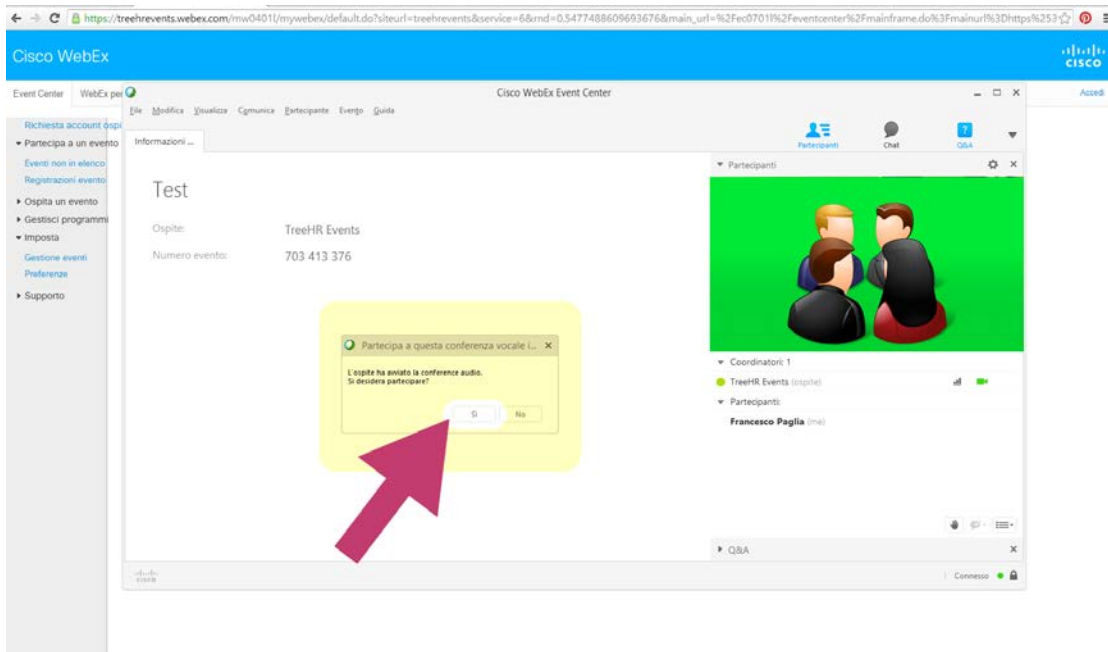 https://treehrevents.webex.com/mw0401l/mywebex/default.do?siteurl=treehrevents&service=6&rnd=0.5477488609693676&main_url=%2Fec0701l%2Feventcenter%2Fmainframe.do%3Fmainurl%3Dhttps%253
Cisco WebEx
CISCO
Event Center WebEx per
Accedi
Richiesta account ospi
Partecipa a un evento
Eventi non in elenco
Registrazioni evento
Ospita un evento
Gestisci programmi
Imposta
Gestione eventi
Preferenze
Supporto
Cisco WebEx Event Center
File Modifica Visualizza Comunica Partecipante Evento Guida
Informazioni ...
Partecipanti Chat Q&A
Test
Ospite: TreeHR Events
Numero evento: 703 413 376
Partecipa a questa conferenza vocale i...
L'ospite ha avviato la conference audio.
Si desidera partecipare?
Sì No
Partecipanti
Coordinatori: 1
TreeHR Events (ospite)
Partecipanti:
Francesco Paglia (me)
Q&A
CISCO
Connesso